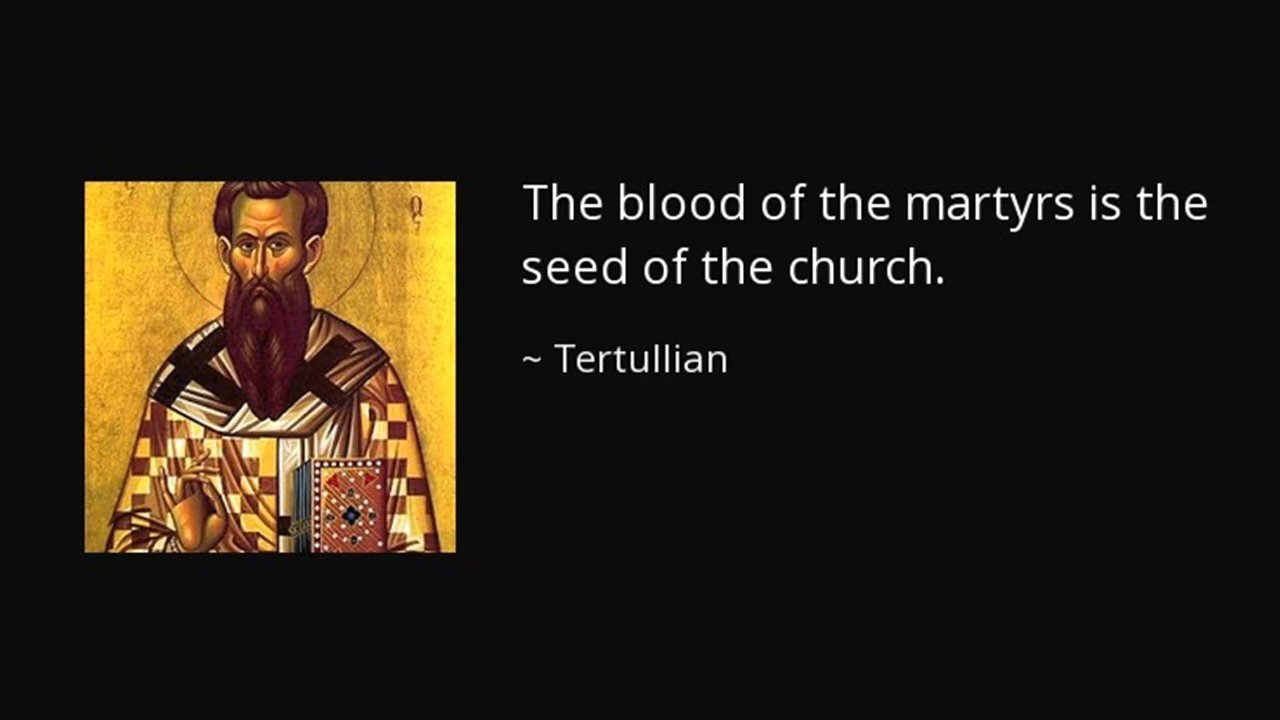 The blood of the martyrs is the
seed of the church.
~ Tertullian